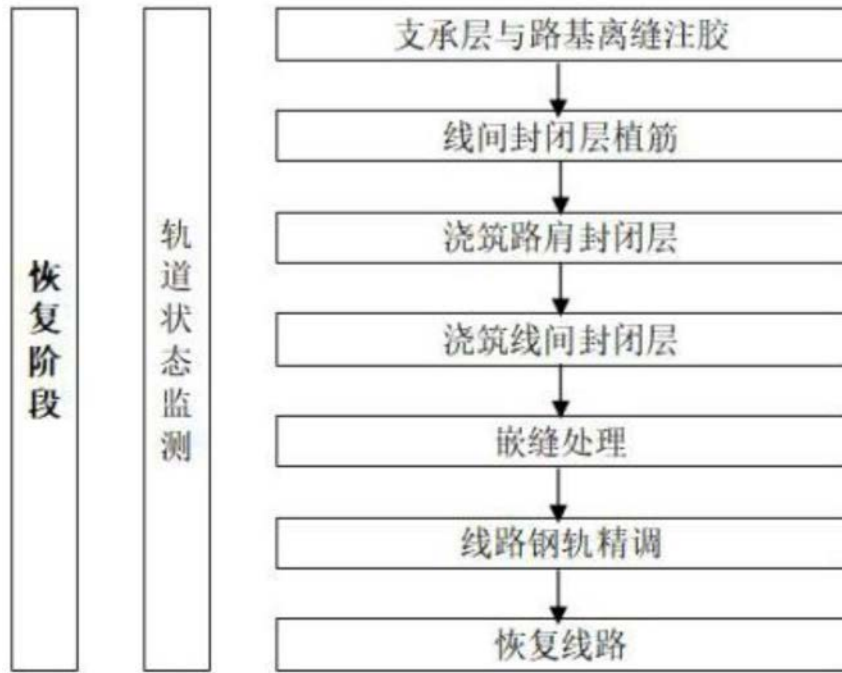 恢复阶段
轨道状态监测
支承层与路基离缝注胶
线间封闭层植筋
浇筑路肩封闭层
浇筑线间封闭层
嵌缝处理
线路钢轨精调
恢复线路